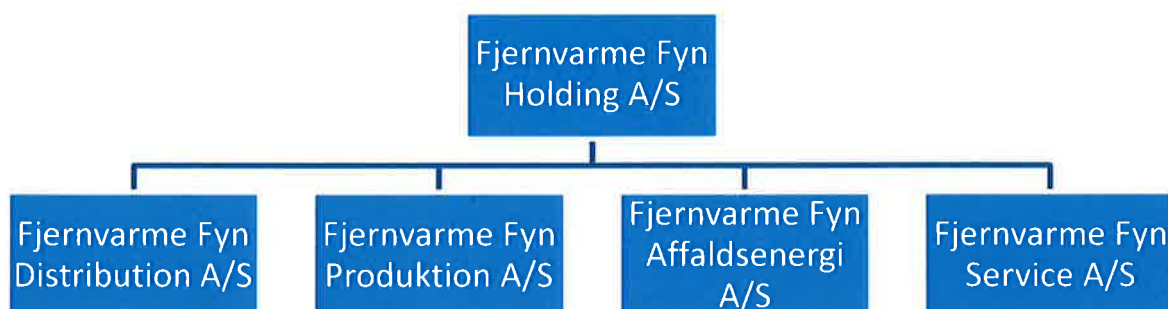 Fjernvarme Fyn
Holding A/S
Fjernvarme Fyn
Distribution A/S
Fjernvarme Fyn
Produktion A/S
Fjernvarme Fyn
Affaldsenergi
A/S
Fjernvarme Fyn
Service A/S